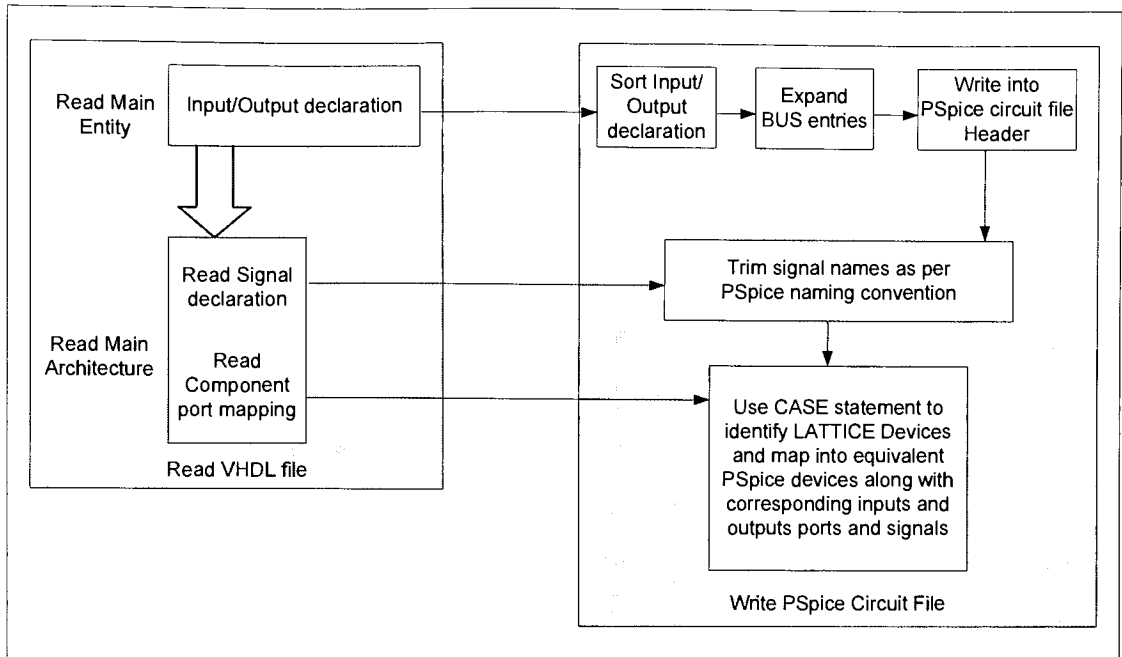 Read Main
Entity
Input/Output declaration
Read Signal
declaration
Read Main
Architecture
Read
Component
port mapping
Read VHDL file
Sort Input/
Output
declaration
Expand
BUS entries
Write into
PSpice circuit file
Header
Trim signal names as per
PSpice naming convention
Use CASE statement to
identify LATTICE Devices
and map into equivalent
PSpice devices along with
corresponding inputs and
outputs ports and signals
Write PSpice Circuit File